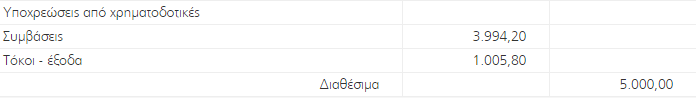 Υποχρεώσεις από χρηματοδοτικές
Συμβάσεις 3.994,20
Τόκοι - έξοδα 1.005,80
Διαθέσιμα 5.000,00